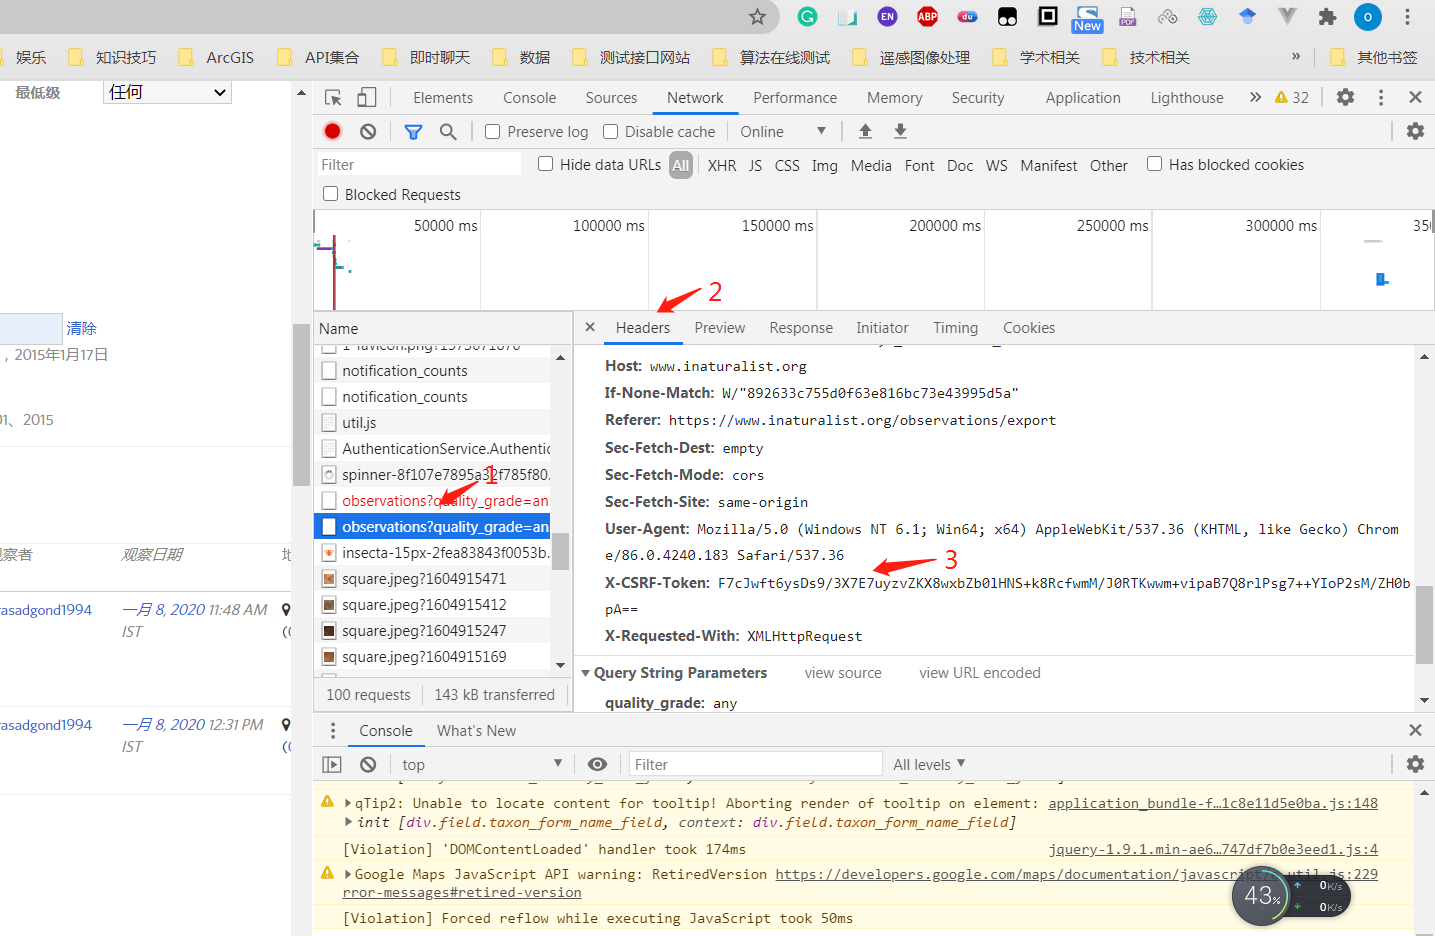 EN
ABP
du
New
PDF
o
娱乐
知识技巧
ArcGIS
API集合
即时聊天
数据
测试接口网站
算法在线测试
遥感图像处理
学术相关
技术相关
»
其他书签
最低级
任何
清除
，2015年1月17日
01、2015
观察日期
asadgond1994
一月 8, 2020 11:48 AM
IST
asadgond1994
一月 8, 2020 12:31 PM
IST
Elements
Console
Sources
Network
Performance
Memory
Security
Application
Lighthouse
»
32
Preserve log
Disable cache
Online
Filter
Hide data URLs
All
XHR
JS
CSS
Img
Media
Font
Doc
WS
Manifest
Other
Has blocked cookies
Blocked Requests
50000 ms
100000 ms
150000 ms
200000 ms
250000 ms
300000 ms
2
Name
notification_counts
notification_counts
util.js
AuthenticationService.Authentic
spinner-8f107e7895a32f785f80.
1
observations?quality_grade=an
observations?quality_grade=an
insecta-15px-2fea83843f0053b.
square.jpeg?1604915471
square.jpeg?1604915412
square.jpeg?1604915247
square.jpeg?1604915169
100 requests
143 kB transferred
Headers
Preview
Response
Initiator
Timing
Cookies
Host: www.inaturalist.org
If-None-Match: W/"892633c755d0f63e816bc73e43995d5a"
Referer: https://www.inaturalist.org/observations/export
Sec-Fetch-Dest: empty
Sec-Fetch-Mode: cors
Sec-Fetch-Site: same-origin
User-Agent: Mozilla/5.0 (Windows NT 6.1; Win64; x64) AppleWebKit/537.36 (KHTML, like Gecko) Chrom
e/86.0.4240.183 Safari/537.36
3
X-CSRF-Token: F7cJwft6ysDs9/3X7E7uyzvZKX8wxbZb01HNS+k8RcfwmM/J0RTKwwm+vipaB7Q8rlPsg7++YIoP2sM/ZH0b
pA==
X-Requested-With: XMLHttpRequest
Query String Parameters
view source
view URL encoded
quality_grade: any
Console
What's New
top
Filter
All levels
qTip2: Unable to locate content for tooltip! Aborting render of tooltip on element:
application_bundle-f…1c8e11d5e0ba.js:148
init [div.field.taxon_form_name_field, context: div.field.taxon_form_name_field]
[Violation] 'DOMContentLoaded' handler took 174ms
jquery-1.9.1.min-ae6…747df7b0e3eed1.js:4
Google Maps JavaScript API warning: RetiredVersion https://developers.google.com/maps/documentation/javascript/
util.js:229
rror-messages#retired-version
[Violation] Forced reflow while executing JavaScript took 50ms
43%
0K/s
0K/s